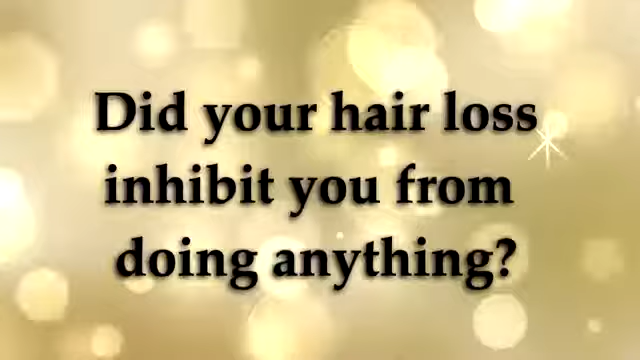 Did your hair loss
inhibit you from
doing anything?